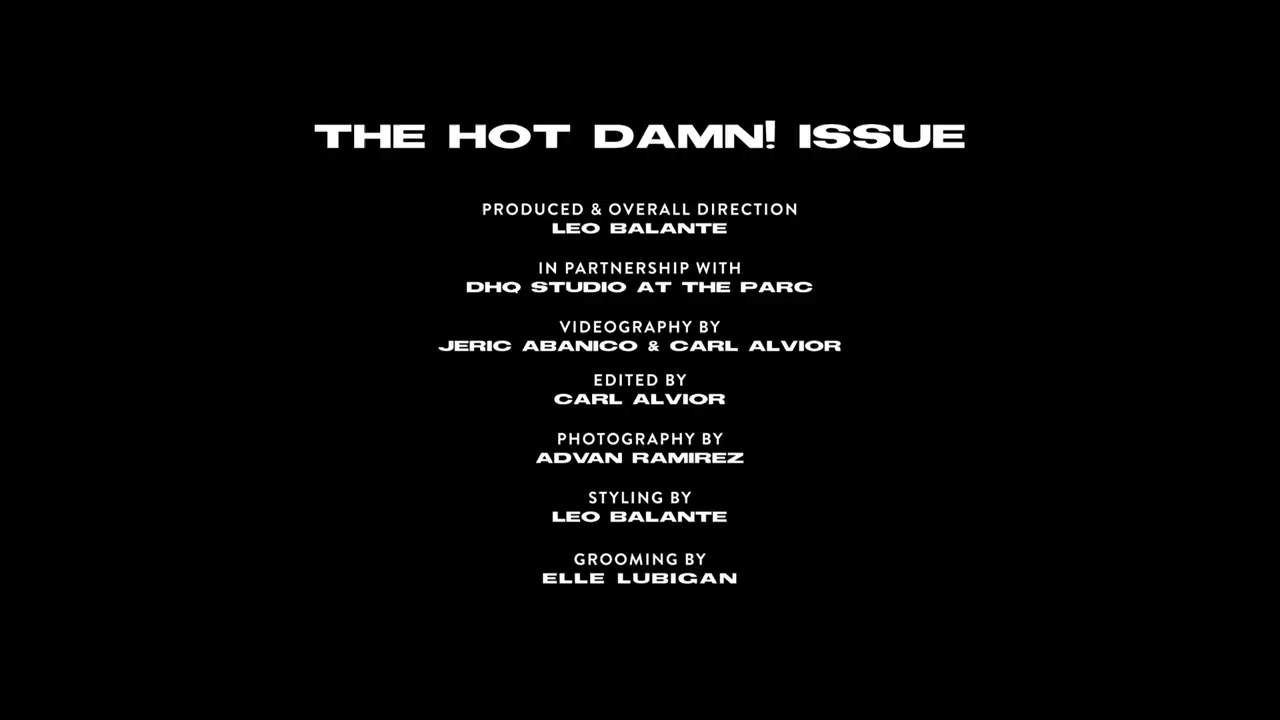 THE HOT DAMN! ISSUE
PRODUCED & OVERALL DIRECTION
LEO BALANTE
IN PARTNERSHIP WITH
DHQ STUDIO AT THE PARC
VIDEOGRAPHY BY
JERIC ABANICO & CARL ALVIOR
EDITED BY
CARL ALVIOR
PHOTOGRAPHY BY
ADVAN RAMIREZ
STYLING BY
LEO BALANTE
GROOMING BY
ELLE LUBIGAN